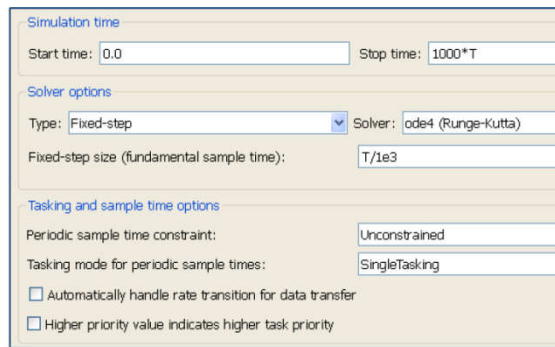 Simulation time
Start time: 0.0 Stop time: 1000*T
Solver options
Type: Fixed-step Solver: ode4 (Runge-Kutta)
Fixed-step size (fundamental sample time): T/1e3
Tasking and sample time options
Periodic sample time constraint: Unconstrained
Tasking mode for periodic sample times: SingleTasking
Automatically handle rate transition for data transfer
Higher priority value indicates higher task priority